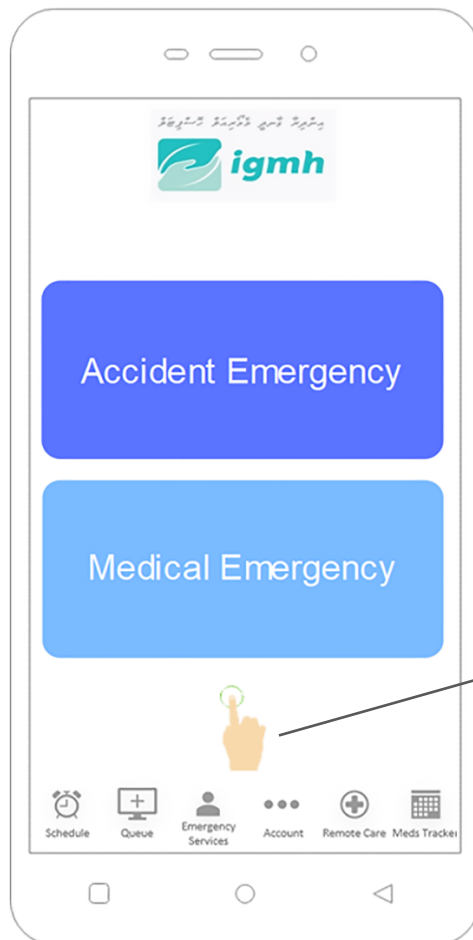 އިންދިރާ ގާންދީ މެމޯރިއަލް ހޮސްޕިޓަލް
igmh
Accident Emergency
Medical Emergency
Schedule
Queue
Emergency
Services
Account
Remote Care
Meds Tracker